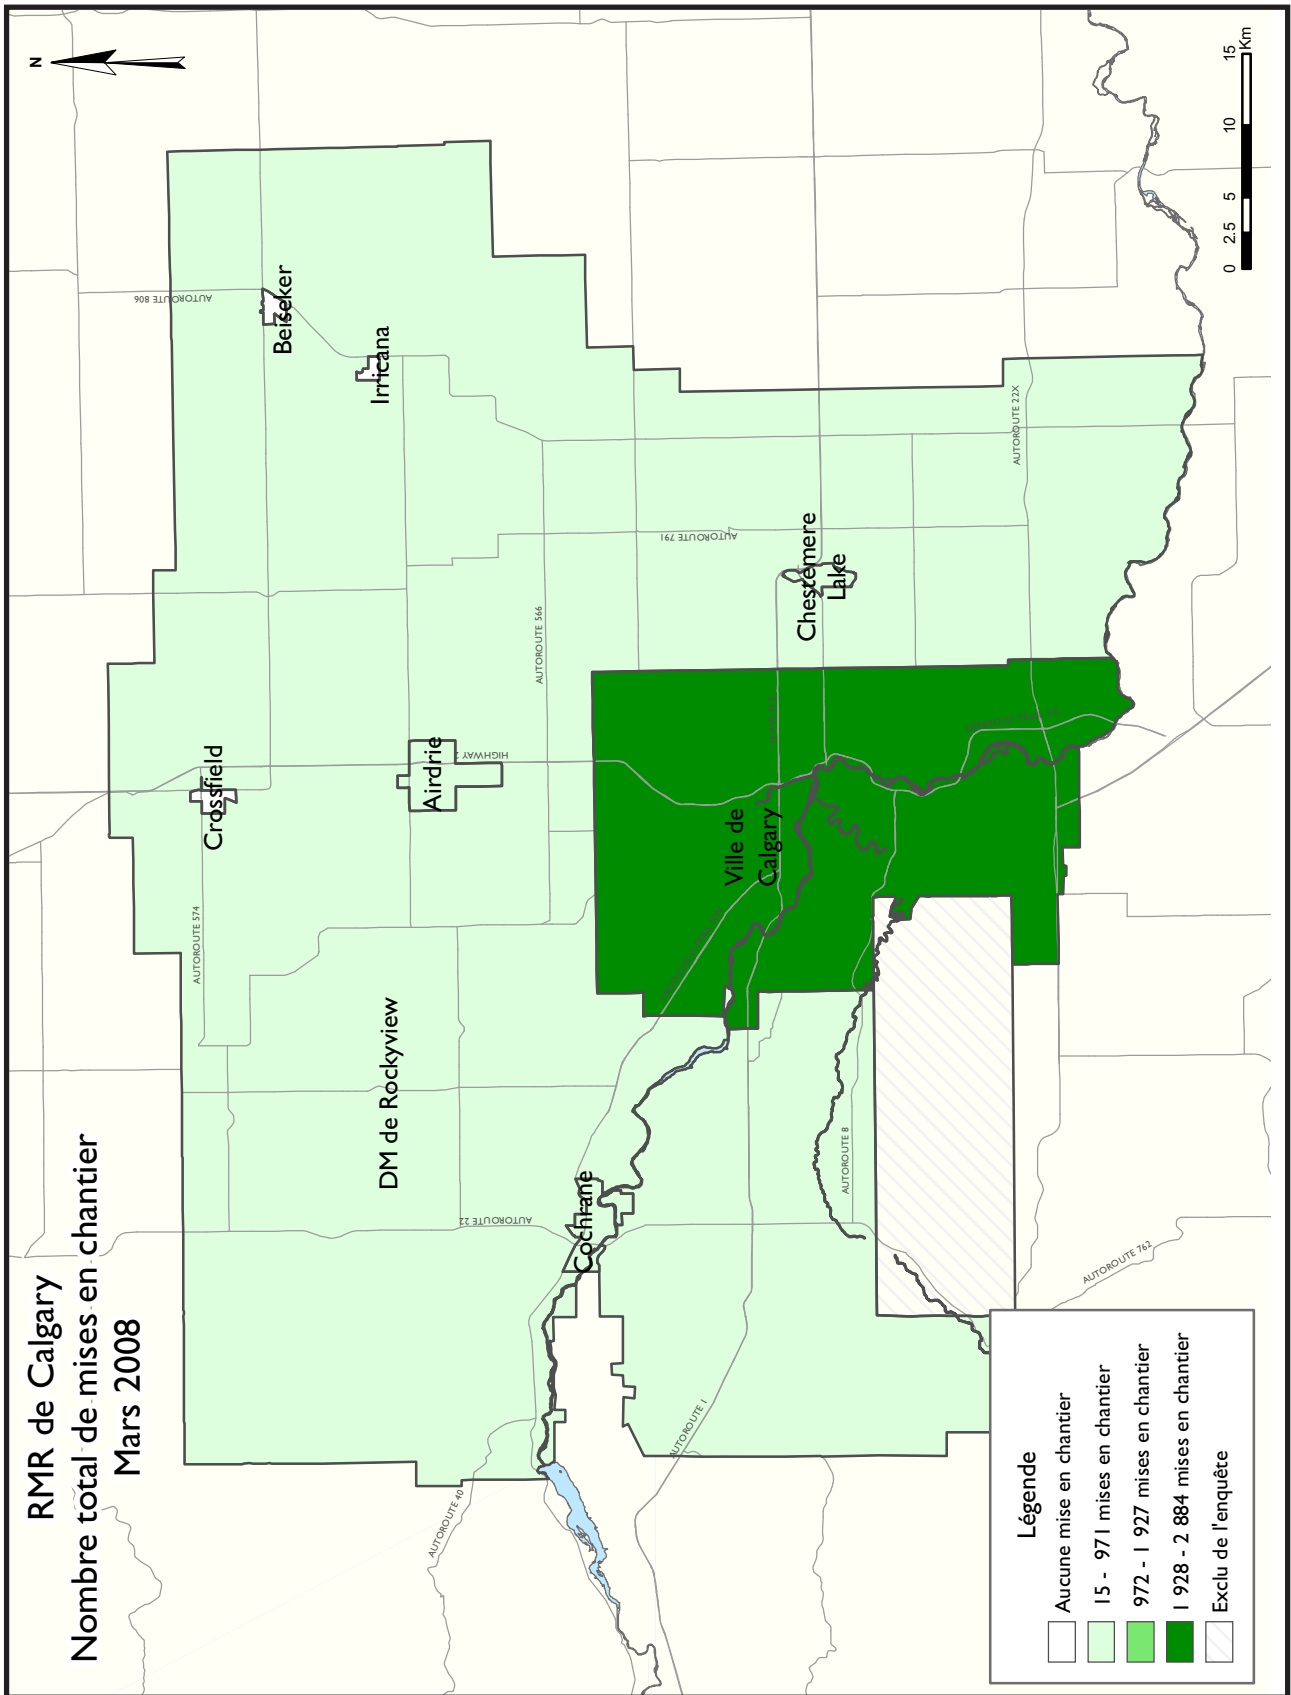 RMR de Calgary
Nombre total de mises en chantier
Mars 2008
N
AUTOROUTE 806
Beiseker
Irricana
Crossfield
AUTOROUTE 574
Airdrie
HIGHWAY 2
AUTOROUTE 566
DM de Rockyview
AUTOROUTE 22
Cochrane
AUTOROUTE 40
AUTOROUTE 1
AUTOROUTE 791
Chestemere
Lake
Ville de
Calgary
AUTOROUTE 8
AUTOROUTE 22X
AUTOROUTE 762
Légende
Aucune mise en chantier
15 - 971 mises en chantier
972 - 1 927 mises en chantier
1 928 - 2 884 mises en chantier
Exclu de l'enquête
0 2.5 5 10 15
Km